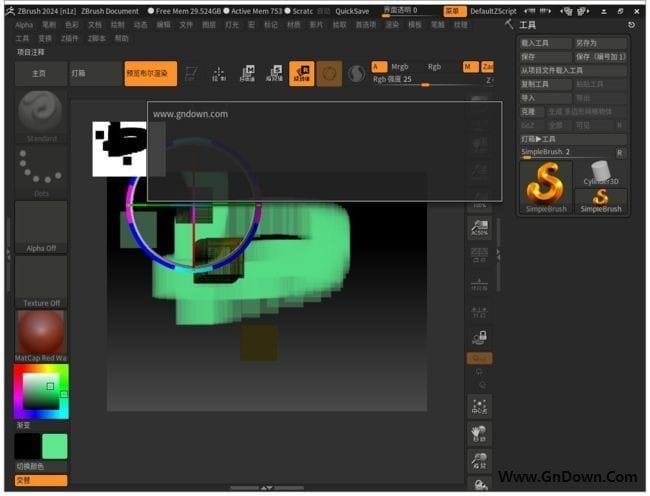 ZBrush 2024 [n1z] ZBrush Document ● Free Mem 29.524GB ● Active Mem 753 ● Scratc 自动 QuickSave 界面透明 0 菜单 DefaultZScript
Alpha 笔刷 色彩 文档 绘制 动态 编辑 文件 图层 灯光 宏 标记 材质 影片 拾取 首选项 渲染 模板 笔触 纹理
工具 变换 Z插件 Z脚本 帮助
项目注释
主页 灯箱 预览布尔渲染 A Mrgb Rgb M Zad
Rgb 强度 25
Standard
Dots
Alpha Off
Texture Off
MatCap Red Wa
渐变
切换颜色
交替
www.gndown.com
100%
AC50%
中心点
工具
载入工具 另存为
保存 保存（编号加 1）
从项目文件载入工具
复制工具 粘贴工具
导入 导出
克隆 生成 多边形网格物体
GoZ 全部 可见 R
灯箱▶工具
SimpleBrush. 2 R
Cylinder3D
SimpleBrush SimpleBrush
Www.GnDown.Com